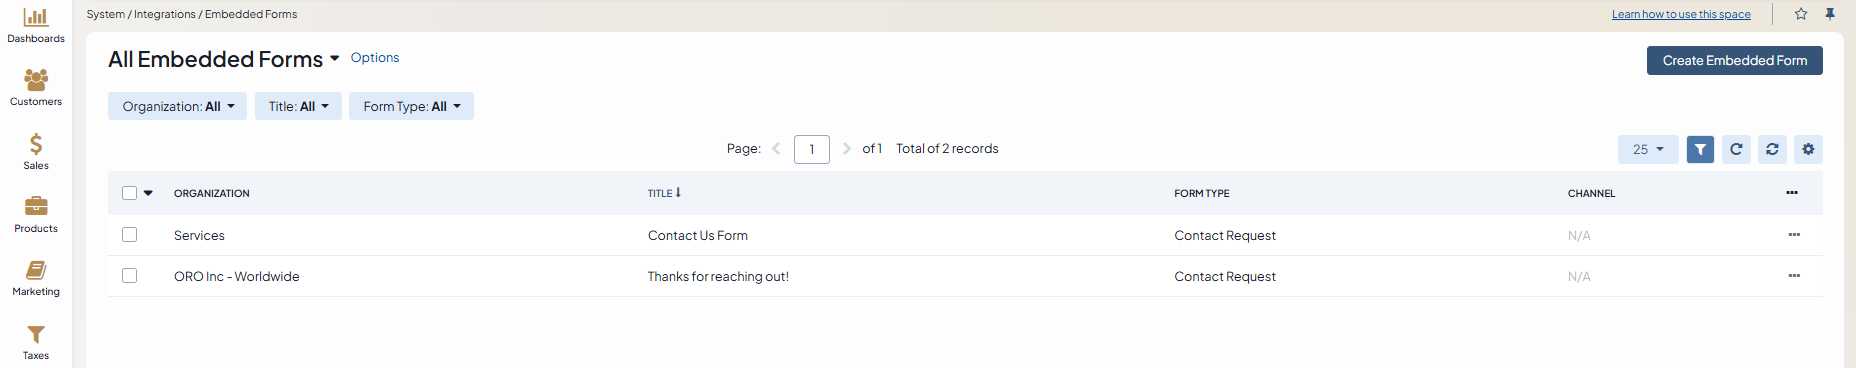 System / Integrations / Embedded Forms
Learn how to use this space
Dashboards
Customers
Sales
Products
Marketing
Taxes
All Embedded Forms Options
Create Embedded Form
Organization: All Title: All Form Type: All
Page: 1 of 1 Total of 2 records
25
ORGANIZATION TITLE FORM TYPE CHANNEL
Services Contact Us Form Contact Request N/A
ORO Inc - Worldwide Thanks for reaching out! Contact Request N/A